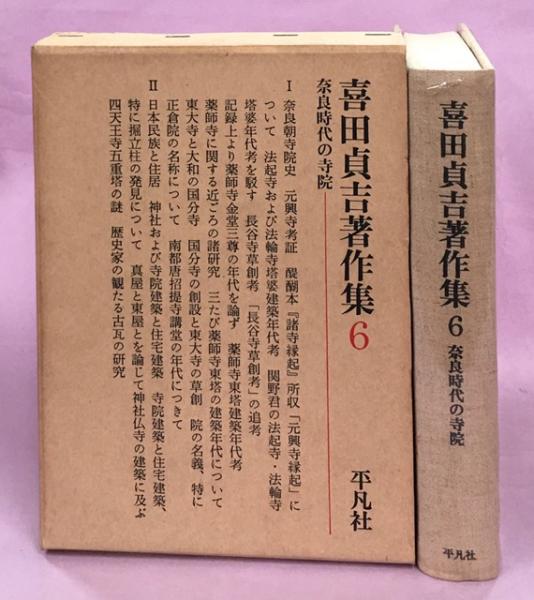 喜田貞吉著作集6
奈良時代の寺院
平凡社
Ⅰ 奈良朝寺院史 元興寺考証 醍醐本『諸寺縁起』所収「元興寺縁起」に
ついて 法起寺および法輪寺塔婆建築年代考 関野君の法起寺・法輪寺
塔婆年代考を駁す 長谷寺草創考 「長谷寺草創考」の追考
記録上より薬師寺金堂三尊の年代を論ず 薬師寺東塔建築年代考
薬師寺に関する近ごろの諸研究 三たび薬師寺東塔の建築年代について
東大寺と大和の国分寺 国分寺の創設と東大寺の草創 院の名義、特に
正倉院の名称について 南都唐招提寺講堂の年代につきて
Ⅱ 日本民族と住居 神社および寺院建築と住宅建築 寺院建築と住宅建築、
特に掘立柱の発見について 真屋と東屋とを論じて神社仏寺の建築に及ぶ
四天王寺五重塔の謎 歴史家の観たる古瓦の研究
喜田貞吉著作集 6 奈良時代の寺院
平凡社